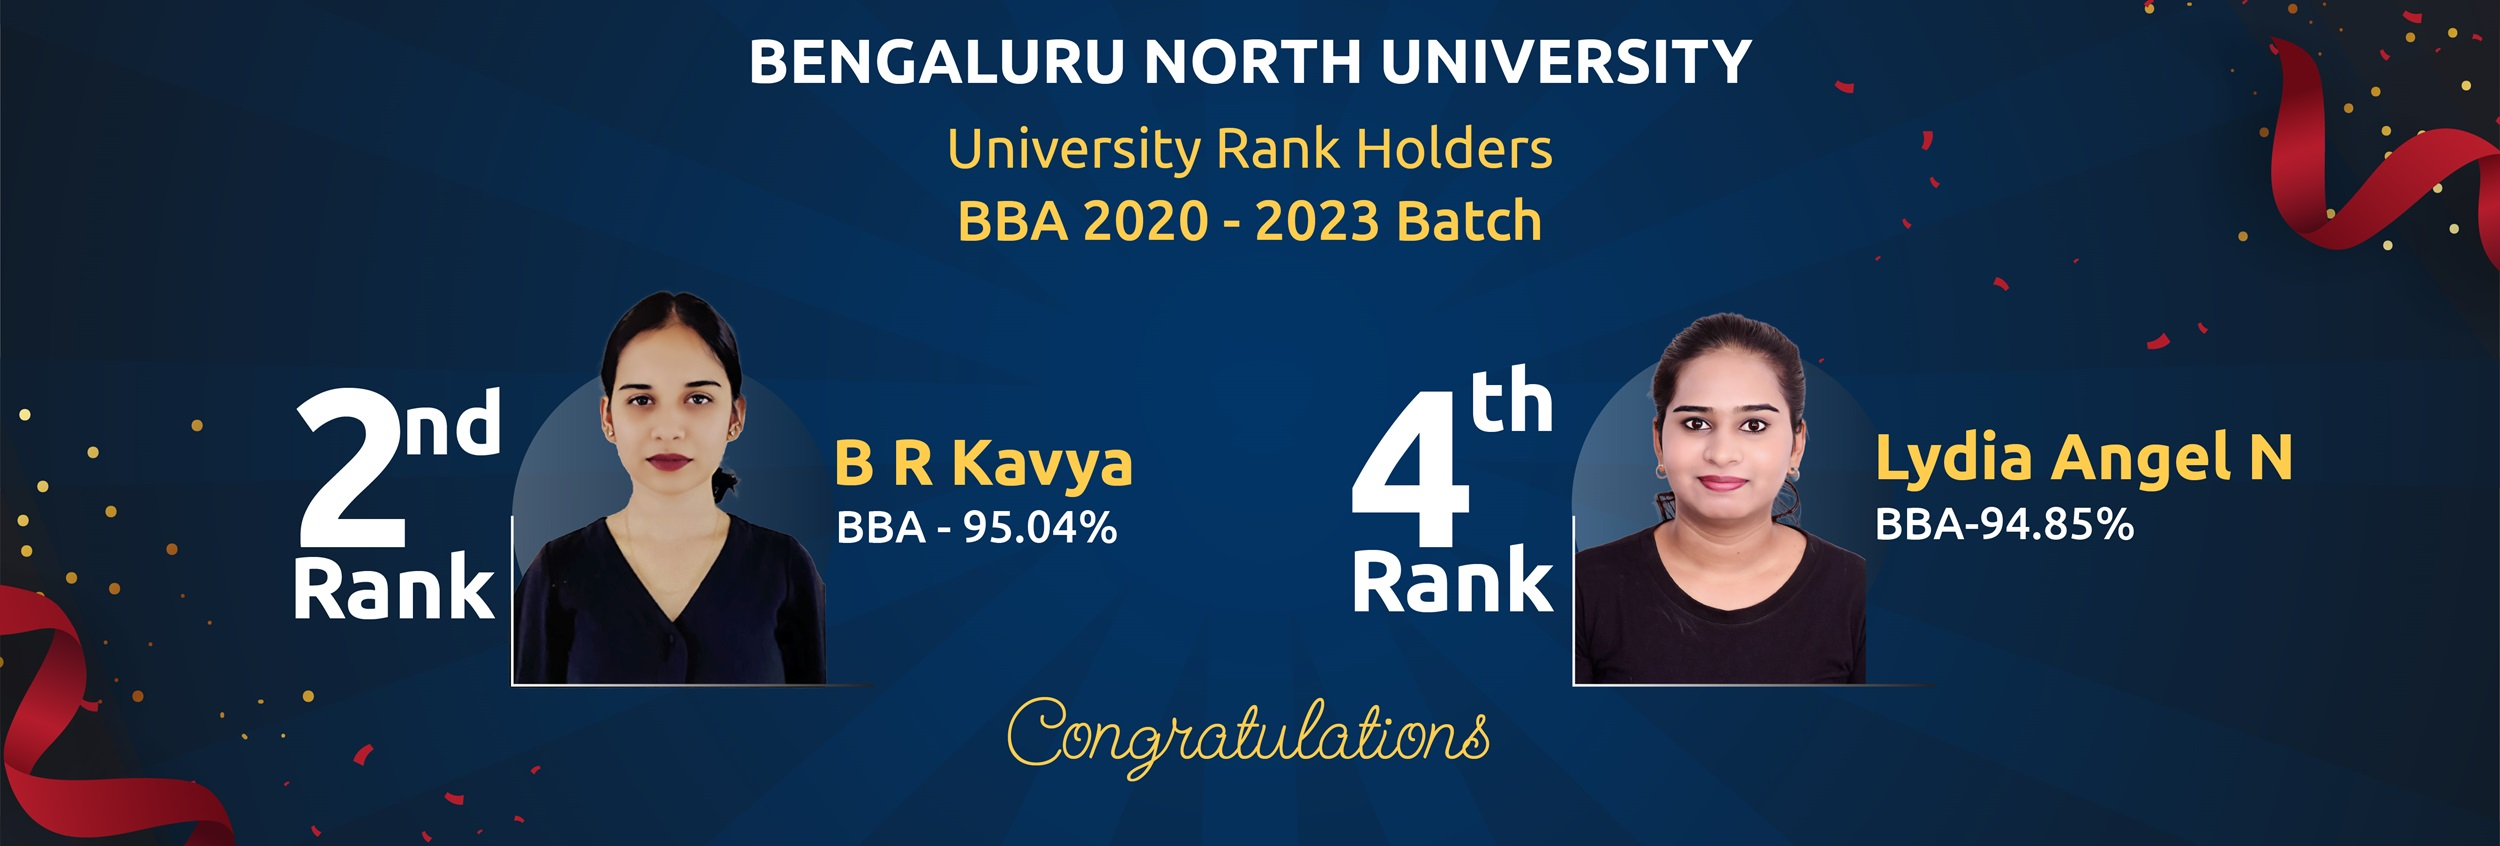 BENGALURU NORTH UNIVERSITY
University Rank Holders
BBA 2020 - 2023 Batch
2nd
Rank
B R Kavya
BBA - 95.04%
4th
Rank
Lydia Angel N
BBA-94.85%
Congratulations